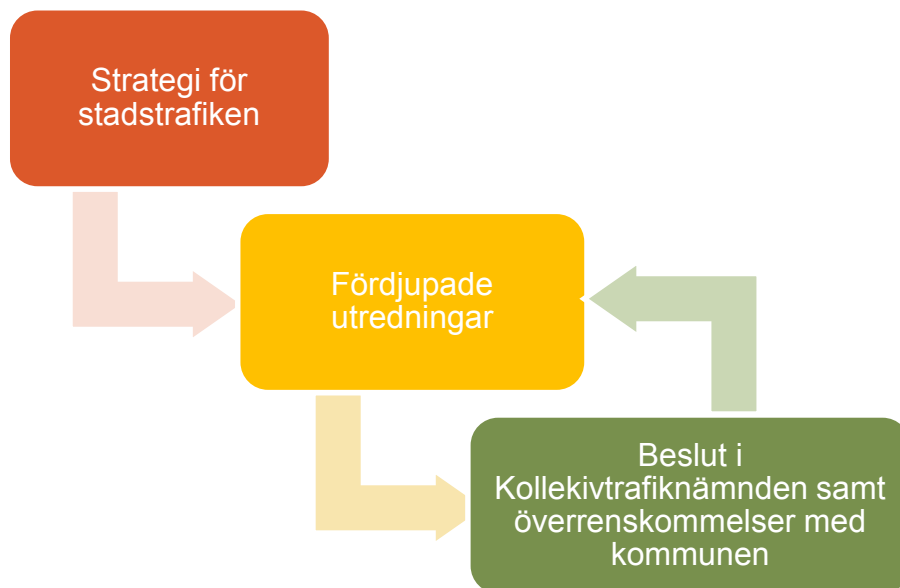 Strategi för
stadstrafiken
Fördjupade
utredningar
Beslut i
Kollekivtrafiknämnden samt
överrenskommelser med
kommunen